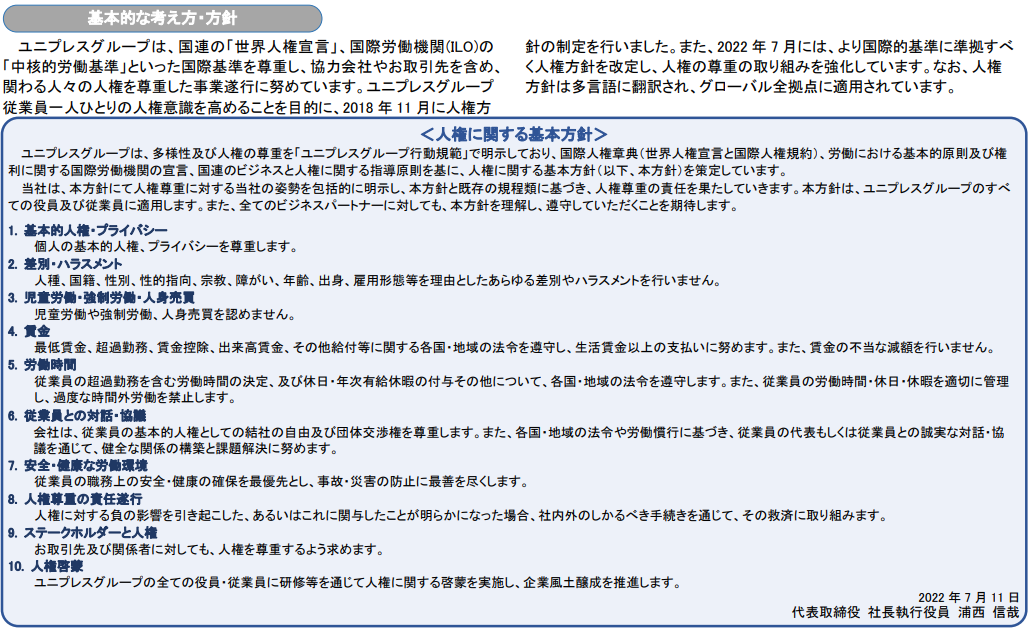 基本的な考え方・方針
ユニプレスグループは、国連の「世界人権宣言」、国際労働機関(ILO)の
「中核的労働基準」といった国際基準を尊重し、協力会社やお取引先を含め、
関わる人々の人権を尊重した事業遂行に努めています。ユニプレスグループ
従業員一人ひとりの人権意識を高めることを目的に、2018 年 11 月に人権方
針の制定を行いました。また、2022 年 7 月には、より国際的基準に準拠すべ
く人権方針を改定し、人権の尊重の取り組みを強化しています。なお、人権
方針は多言語に翻訳され、グローバル全拠点に適用されています。
＜人権に関する基本方針＞
ユニプレスグループは、多様性及び人権の尊重を「ユニプレスグループ行動規範」で明示しており、国際人権章典（世界人権宣言と国際人権規約）、労働における基本的原則及び権
利に関する国際労働機関の宣言、国連のビジネスと人権に関する指導原則を基に、人権に関する基本方針（以下、本方針）を策定しています。
当社は、本方針にて人権尊重に対する当社の姿勢を包括的に明示し、本方針と既存の規程類に基づき、人権尊重の責任を果たしていきます。本方針は、ユニプレスグループのすべ
ての役員及び従業員に適用します。また、全てのビジネスパートナーに対しても、本方針を理解し、遵守していただくことを期待します。
1. 基本的人権・プライバシー
個人の基本的人権、プライバシーを尊重します。
2. 差別・ハラスメント
人種、国籍、性別、性的指向、宗教、障がい、年齢、出身、雇用形態等を理由としたあらゆる差別やハラスメントを行いません。
3. 児童労働・強制労働・人身売買
児童労働や強制労働、人身売買を認めません。
4. 賃金
最低賃金、超過勤務、賃金控除、出来高賃金、その他給付等に関する各国・地域の法令を遵守し、生活賃金以上の支払いに努めます。また、賃金の不当な減額を行いません。
5. 労働時間
従業員の超過勤務を含む労働時間の決定、及び休日・年次有給休暇の付与その他について、各国・地域の法令を遵守します。また、従業員の労働時間・休日・休暇を適切に管理
し、過度な時間外労働を禁止します。
6. 従業員との対話・協議
会社は、従業員の基本的人権としての結社の自由及び団体交渉権を尊重します。また、各国・地域の法令や労働慣行に基づき、従業員の代表もしくは従業員との誠実な対話・協
議を通じて、健全な関係の構築と課題解決に努めます。
7. 安全・健康な労働環境
従業員の職務上の安全・健康の確保を最優先とし、事故・災害の防止に最善を尽くします。
8. 人権尊重の責任遂行
人権に対する負の影響を引き起こした、あるいはこれに関与したことが明らかになった場合、社内外のしかるべき手続きを通じて、その救済に取り組みます。
9. ステークホルダーと人権
お取引先及び関係者に対しても、人権を尊重するよう求めます。
10. 人権啓蒙
ユニプレスグループの全ての役員・従業員に研修等を通じて人権に関する啓蒙を実施し、企業風土醸成を推進します。
2022 年 7 月 11 日
代表取締役 社長執行役員 浦西 信哉